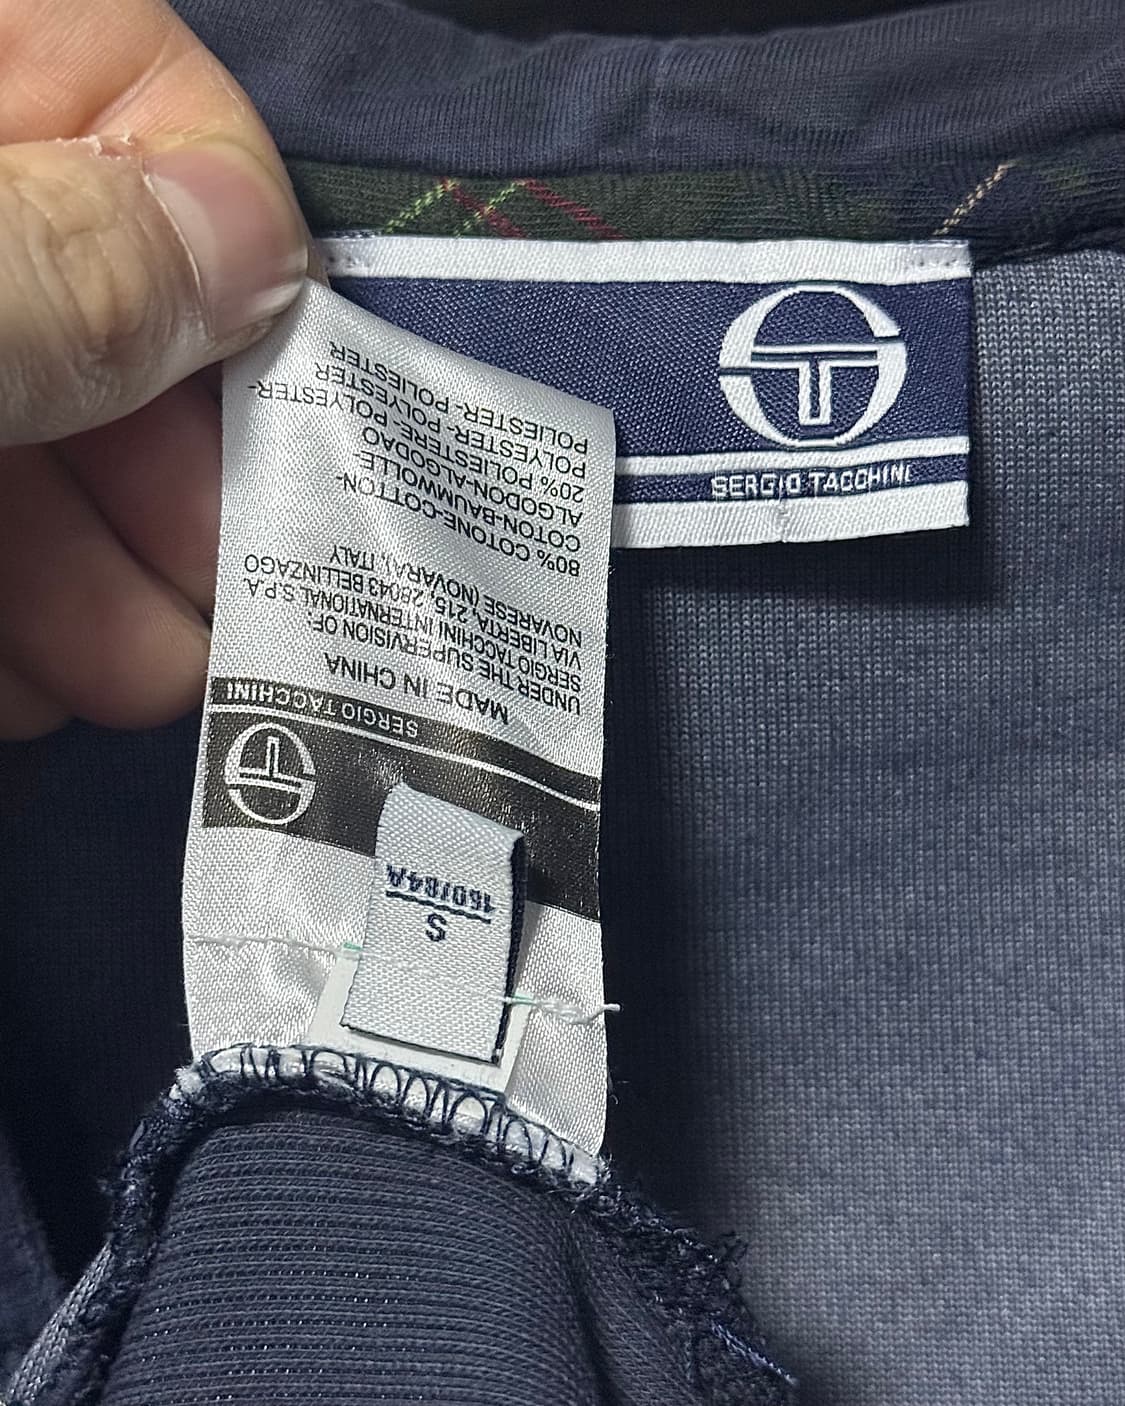 SERGIO TACCHINI
S
160/84A
SERGIO TACCHINI
MADE IN CHINA
UNDER THE SUPERVISION OF:
SERGIO TACCHINI INTERNATIONAL S.P.A.
VIA LIBERTA, 215, 28043 BELLINZAGO
NOVARESE (NOVARA), ITALY
80% COTONE-COTTON-
COTON-BAUMWOLLE-
ALGODON-ALGODAO
20% POLIESTERE- POLYESTER-
POLYESTER- POLYESTER
POLIESTER- POLIESTER